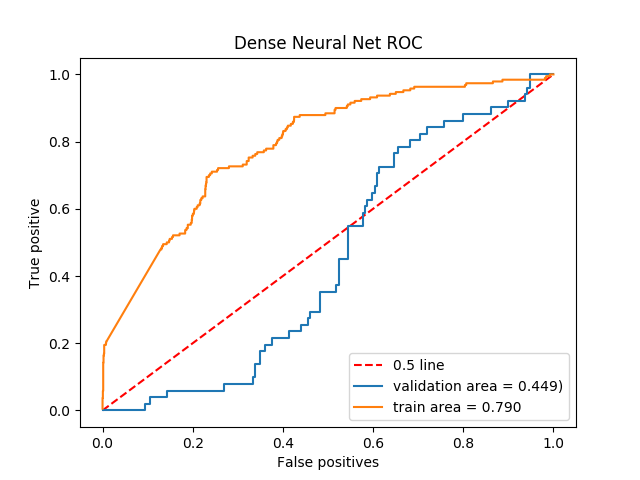 Dense Neural Net ROC
True positive
1.0
0.8
0.6
0.4
0.2
0.0
0.5 line
validation area = 0.449)
train area = 0.790
0.0 0.2 0.4 0.6 0.8 1.0
False positives